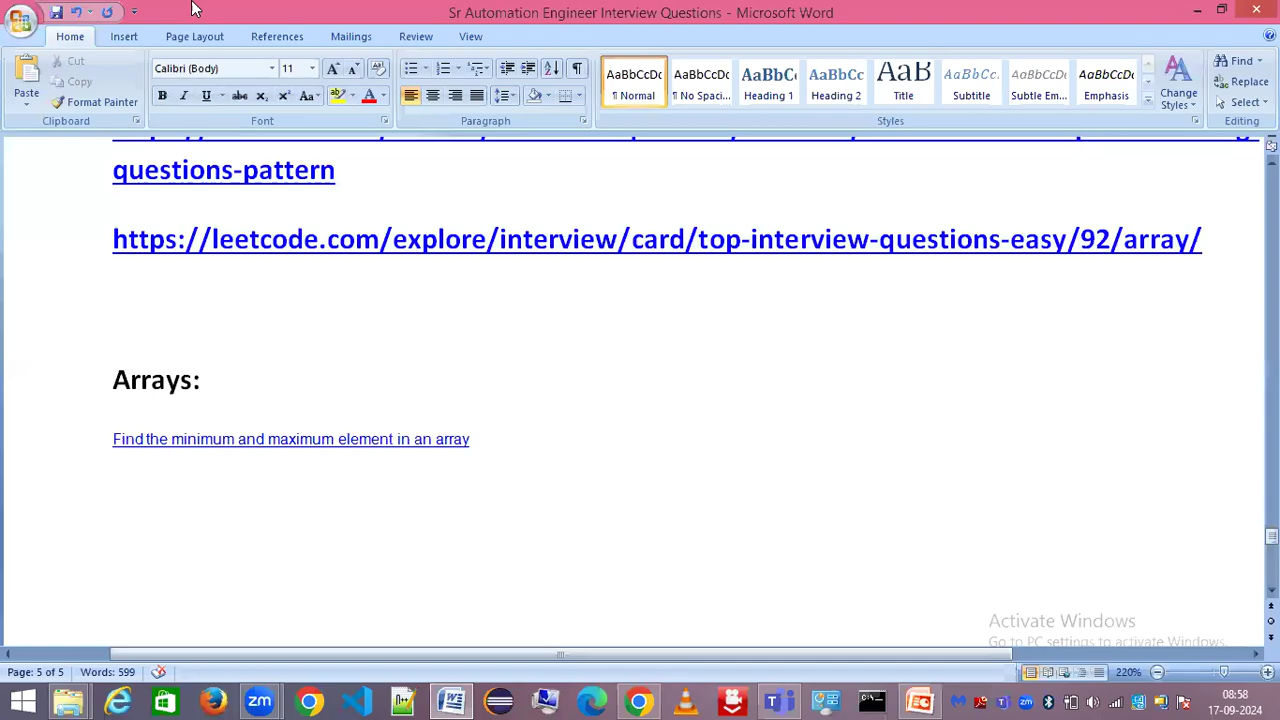 Sr Automation Engineer Interview Questions - Microsoft Word
Home Insert Page Layout References Mailings Review View
Cut
Copy
Format Painter
Paste
Clipboard
Calibri (Body) 11
Font
Paragraph
AaBbCcDc AaBbCcDc AaBbC AaBbCc AaB AaBbCc. AaBbCcDc AaBbCcDc
¶ Normal ¶ No Spaci... Heading 1 Heading 2 Title Subtitle Subtle Em... Emphasis
Change Styles
Styles
Find
Replace
Select
Editing
questions-pattern
https://leetcode.com/explore/interview/card/top-interview-questions-easy/92/array/
Arrays:
Find the minimum and maximum element in an array
Activate Windows
Go to PC settings to activate Windows.
Page: 5 of 5 Words: 599 220%
08:58
17-09-2024